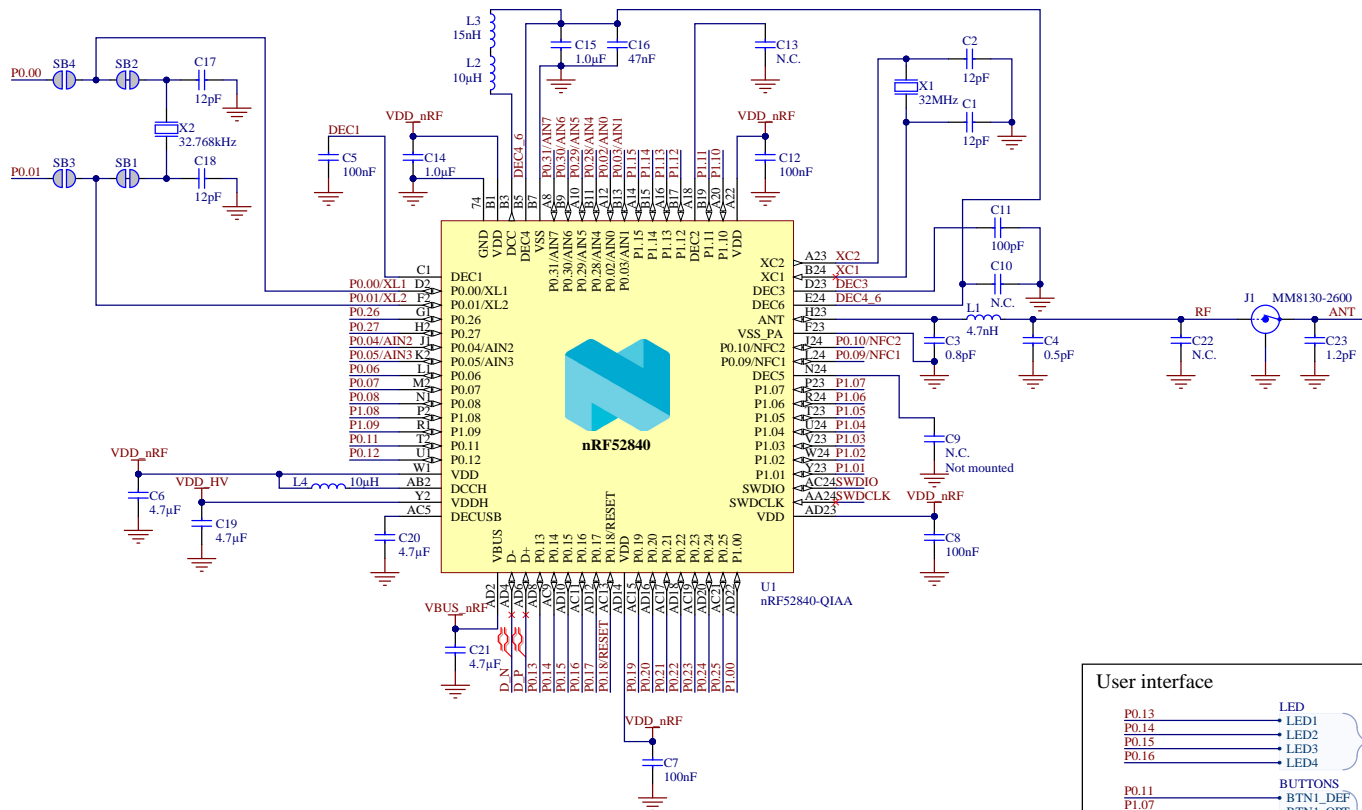 L3
15nH
L2
10µH
C15
1.0µF
C16
47nF
C13
N.C.
C2
12pF
X1
32MHz
C1
12pF
P0.00
SB4
SB2
C17
12pF
X2
32.768kHz
P0.01
SB3
SB1
C18
12pF
DEC1
C5
100nF
VDD_nRF
C14
1.0µF
DEC4_6
P0.31/AIN7
P0.30/AIN6
P0.29/AIN5
P0.28/AIN4
P0.02/AIN0
P0.03/AIN1
P1.15
P1.14
P1.13
P1.12
P1.11
P1.10
VDD_nRF
C12
100nF
74
B1
B3
B5
B7
A8
B9
A10
B11
A12
B13
A14
B15
A16
B17
A18
B19
A20
A22
GND
VDD
DCC
DEC4
VSS
P0.31/AIN7
P0.30/AIN6
P0.29/AIN5
P0.28/AIN4
P0.02/AIN0
P0.03/AIN1
P1.15
P1.14
P1.13
P1.12
DEC2
P1.11
P1.10
VDD
C1 DEC1
P0.00/XL1 D2 P0.00/XL1
P0.01/XL2 F2 P0.01/XL2
P0.26 G1 P0.26
P0.27 H2 P0.27
P0.04/AIN2 J1 P0.04/AIN2
P0.05/AIN3 K2 P0.05/AIN3
P0.06 L1 P0.06
P0.07 M2 P0.07
P0.08 N1 P0.08
P1.08 P2 P1.08
P1.09 R1 P1.09
P0.11 T2 P0.11
P0.12 U1 P0.12
W1 VDD
AB2 DCCH
Y2 VDDH
AC5 DECUSB
XC2 A23 XC2
XC1 B24 XC1
DEC3 D23 DEC3
DEC6 E24 DEC4_6
ANT H23
VSS_PA F23
P0.10/NFC2 J24 P0.10/NFC2
P0.09/NFC1 L24 P0.09/NFC1
DEC5 N24
P1.07 P23 P1.07
P1.06 R24 P1.06
P1.05 T23 P1.05
P1.04 U24 P1.04
P1.03 V23 P1.03
P1.02 W24 P1.02
P1.01 Y23 P1.01
SWDIO AC24 SWDIO
SWDCLK AA24 SWDCLK
VDD AD23
C11
100pF
C10
N.C.
L1
4.7nH
C3
0.8pF
C4
0.5pF
RF
C22
N.C.
J1
MM8130-2600
ANT
C23
1.2pF
C9
N.C.
Not mounted
VDD_nRF
C8
100nF
nRF52840
VDD_nRF
C6
4.7µF
VDD_HV
L4
10µH
C19
4.7µF
C20
4.7µF
VBUS
D-
D+
P0.13
P0.14
P0.15
P0.16
P0.17
P0.18/RESET
VDD
P0.19
P0.20
P0.21
P0.22
P0.23
P0.24
P0.25
P1.00
AD2
AD4
AD6
AD8
AC9
AD10
AC11
AD12
AC13
AD14
AC15
AD16
AC17
AD18
AC19
AD20
AC21
AD22
U1
nRF52840-QIAA
VBUS_nRF
C21
4.7µF
D_N
D_P
P0.13
P0.14
P0.15
P0.16
P0.17
P0.18/RESET
P0.19
P0.20
P0.21
P0.22
P0.23
P0.24
P0.25
P1.00
VDD_nRF
C7
100nF
User interface
LED
P0.13 LED1
P0.14 LED2
P0.15 LED3
P0.16 LED4
BUTTONS
P0.11 BTN1_DEF
P1.07 BTN1_OPT